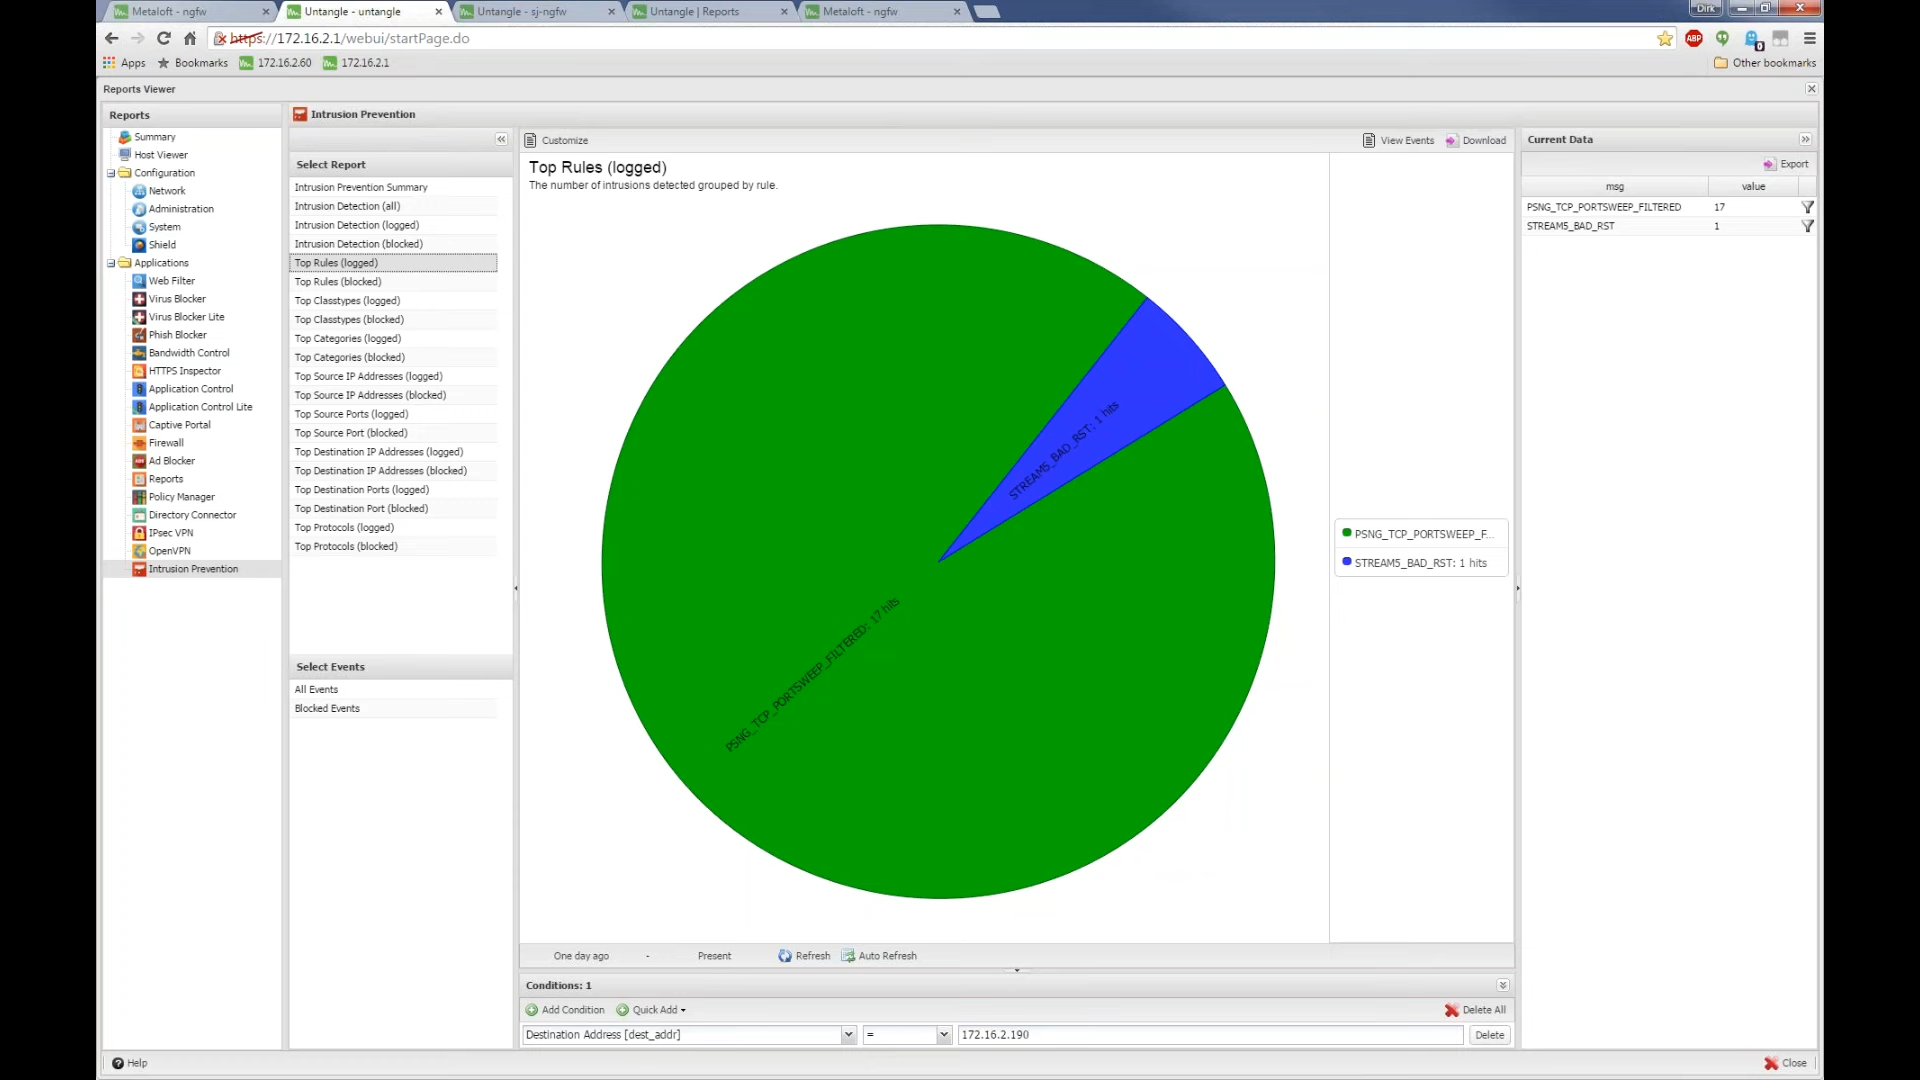 Metaloft - ngfw
Untangle - untangle
Untangle - sj-ngfw
Untangle | Reports
Metaloft - ngfw
Dirk
https://172.16.2.1/webui/startPage.do
ABP
0
Apps
Bookmarks
172.16.2.60
172.16.2.1
Other bookmarks
Reports Viewer
Reports
Summary
Host Viewer
Configuration
Network
Administration
System
Shield
Applications
Web Filter
Virus Blocker
Virus Blocker Lite
Phish Blocker
Bandwidth Control
HTTPS Inspector
Application Control
Application Control Lite
Captive Portal
Firewall
Ad Blocker
Reports
Policy Manager
Directory Connector
IPsec VPN
OpenVPN
Intrusion Prevention
Intrusion Prevention
Select Report
Intrusion Prevention Summary
Intrusion Detection (all)
Intrusion Detection (logged)
Intrusion Detection (blocked)
Top Rules (logged)
Top Rules (blocked)
Top Classtypes (logged)
Top Classtypes (blocked)
Top Categories (logged)
Top Categories (blocked)
Top Source IP Addresses (logged)
Top Source IP Addresses (blocked)
Top Source Ports (logged)
Top Source Port (blocked)
Top Destination IP Addresses (logged)
Top Destination IP Addresses (blocked)
Top Destination Ports (logged)
Top Destination Port (blocked)
Top Protocols (logged)
Top Protocols (blocked)
Select Events
All Events
Blocked Events
Customize
View Events
Download
Top Rules (logged)
The number of intrusions detected grouped by rule.
STREAM5_BAD_RST: 1 hits
PSNG_TCP_PORTSWEEP_FILTERED: 17 hits
PSNG_TCP_PORTSWEEP_F...
STREAM5_BAD_RST: 1 hits
One day ago - Present
Refresh
Auto Refresh
Conditions: 1
Add Condition
Quick Add
Delete All
Destination Address [dest_addr]
=
172.16.2.190
Delete
Current Data
Export
msg value
PSNG_TCP_PORTSWEEP_FILTERED 17
STREAM5_BAD_RST 1
Help
Close